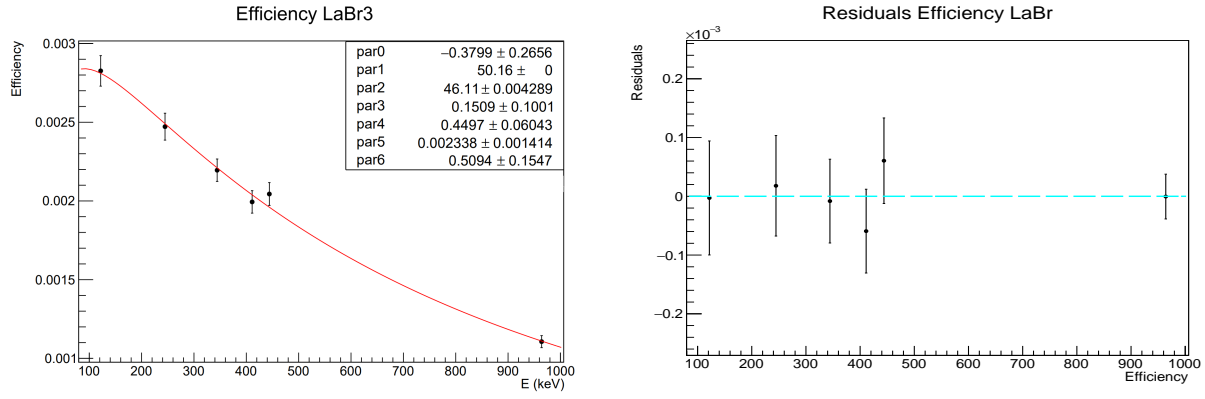 Efficiency LaBr3
Efficiency
0.003
0.0025
0.002
0.0015
0.001
par0 −0.3799 ± 0.2656
par1 50.16 ± 0
par2 46.11 ± 0.004289
par3 0.1509 ± 0.1001
par4 0.4497 ± 0.06043
par5 0.002338 ± 0.001414
par6 0.5094 ± 0.1547
100 200 300 400 500 600 700 800 900 1000
E (keV)
Residuals Efficiency LaBr
×10⁻³
Residuals
0.2
0.1
0
−0.1
−0.2
100 200 300 400 500 600 700 800 900 1000
Efficiency